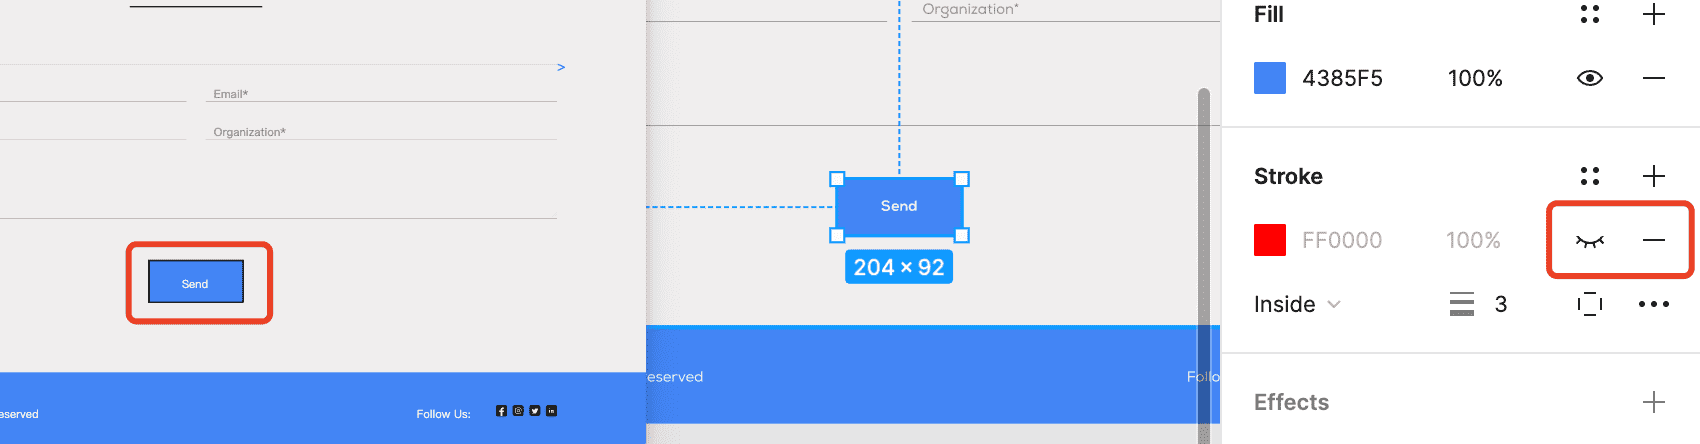 >
Email*
Organization*
Send
eserved
Follow Us:
Organization*
Send
204 × 92
eserved
Follo
Fill
4385F5 100%
Stroke
FF0000 100%
Inside 3
Effects